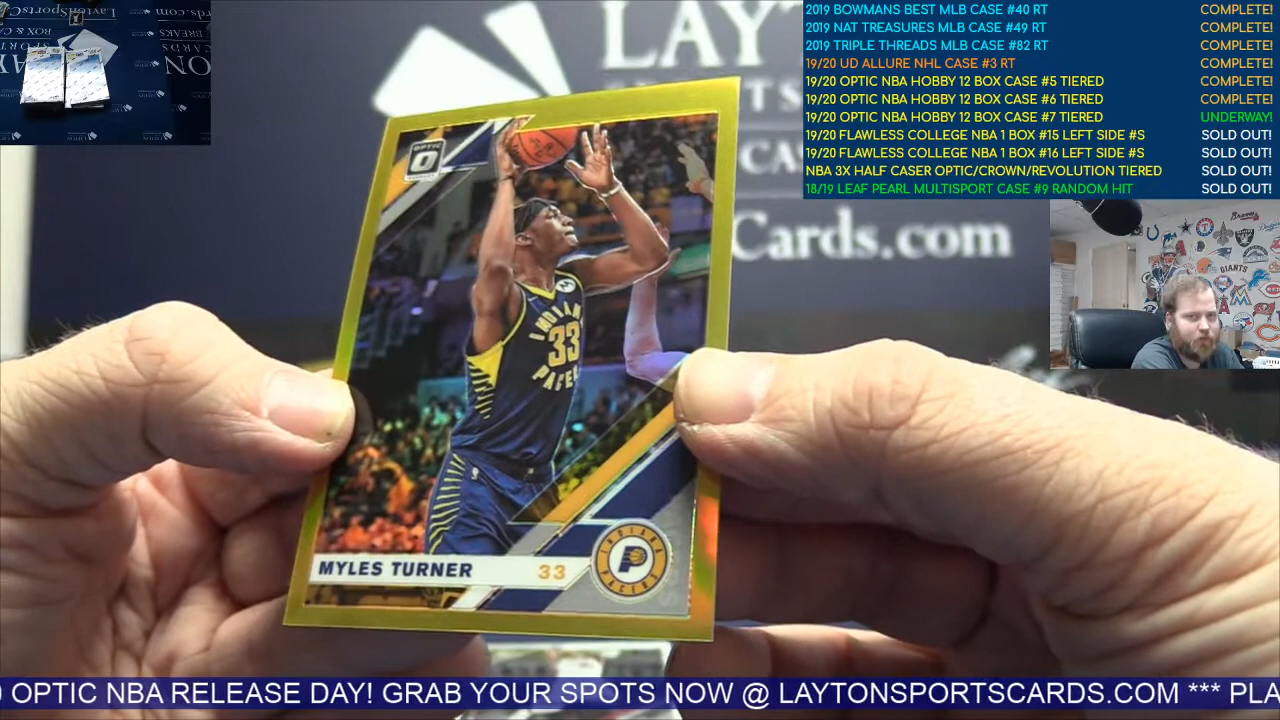 2019 BOWMANS BEST MLB CASE #40 RT COMPLETE!
2019 NAT TREASURES MLB CASE #49 RT COMPLETE!
2019 TRIPLE THREADS MLB CASE #82 RT COMPLETE!
19/20 UD ALLURE NHL CASE #3 RT COMPLETE!
19/20 OPTIC NBA HOBBY 12 BOX CASE #5 TIERED COMPLETE!
19/20 OPTIC NBA HOBBY 12 BOX CASE #6 TIERED COMPLETE!
19/20 OPTIC NBA HOBBY 12 BOX CASE #7 TIERED UNDERWAY!
19/20 FLAWLESS COLLEGE NBA 1 BOX #15 LEFT SIDE #S SOLD OUT!
19/20 FLAWLESS COLLEGE NBA 1 BOX #16 LEFT SIDE #S SOLD OUT!
NBA 3X HALF CASER OPTIC/CROWN/REVOLUTION TIERED SOLD OUT!
18/19 LEAF PEARL MULTISPORT CASE #9 RANDOM HIT SOLD OUT!
LAYT
Cards.com
OPTIC
INDIANA
33
PACERS
MYLES TURNER 33
INDIANA PACERS
GIANTS
OPTIC NBA RELEASE DAY! GRAB YOUR SPOTS NOW @ LAYTONSPORTSCARDS.COM *** PLA